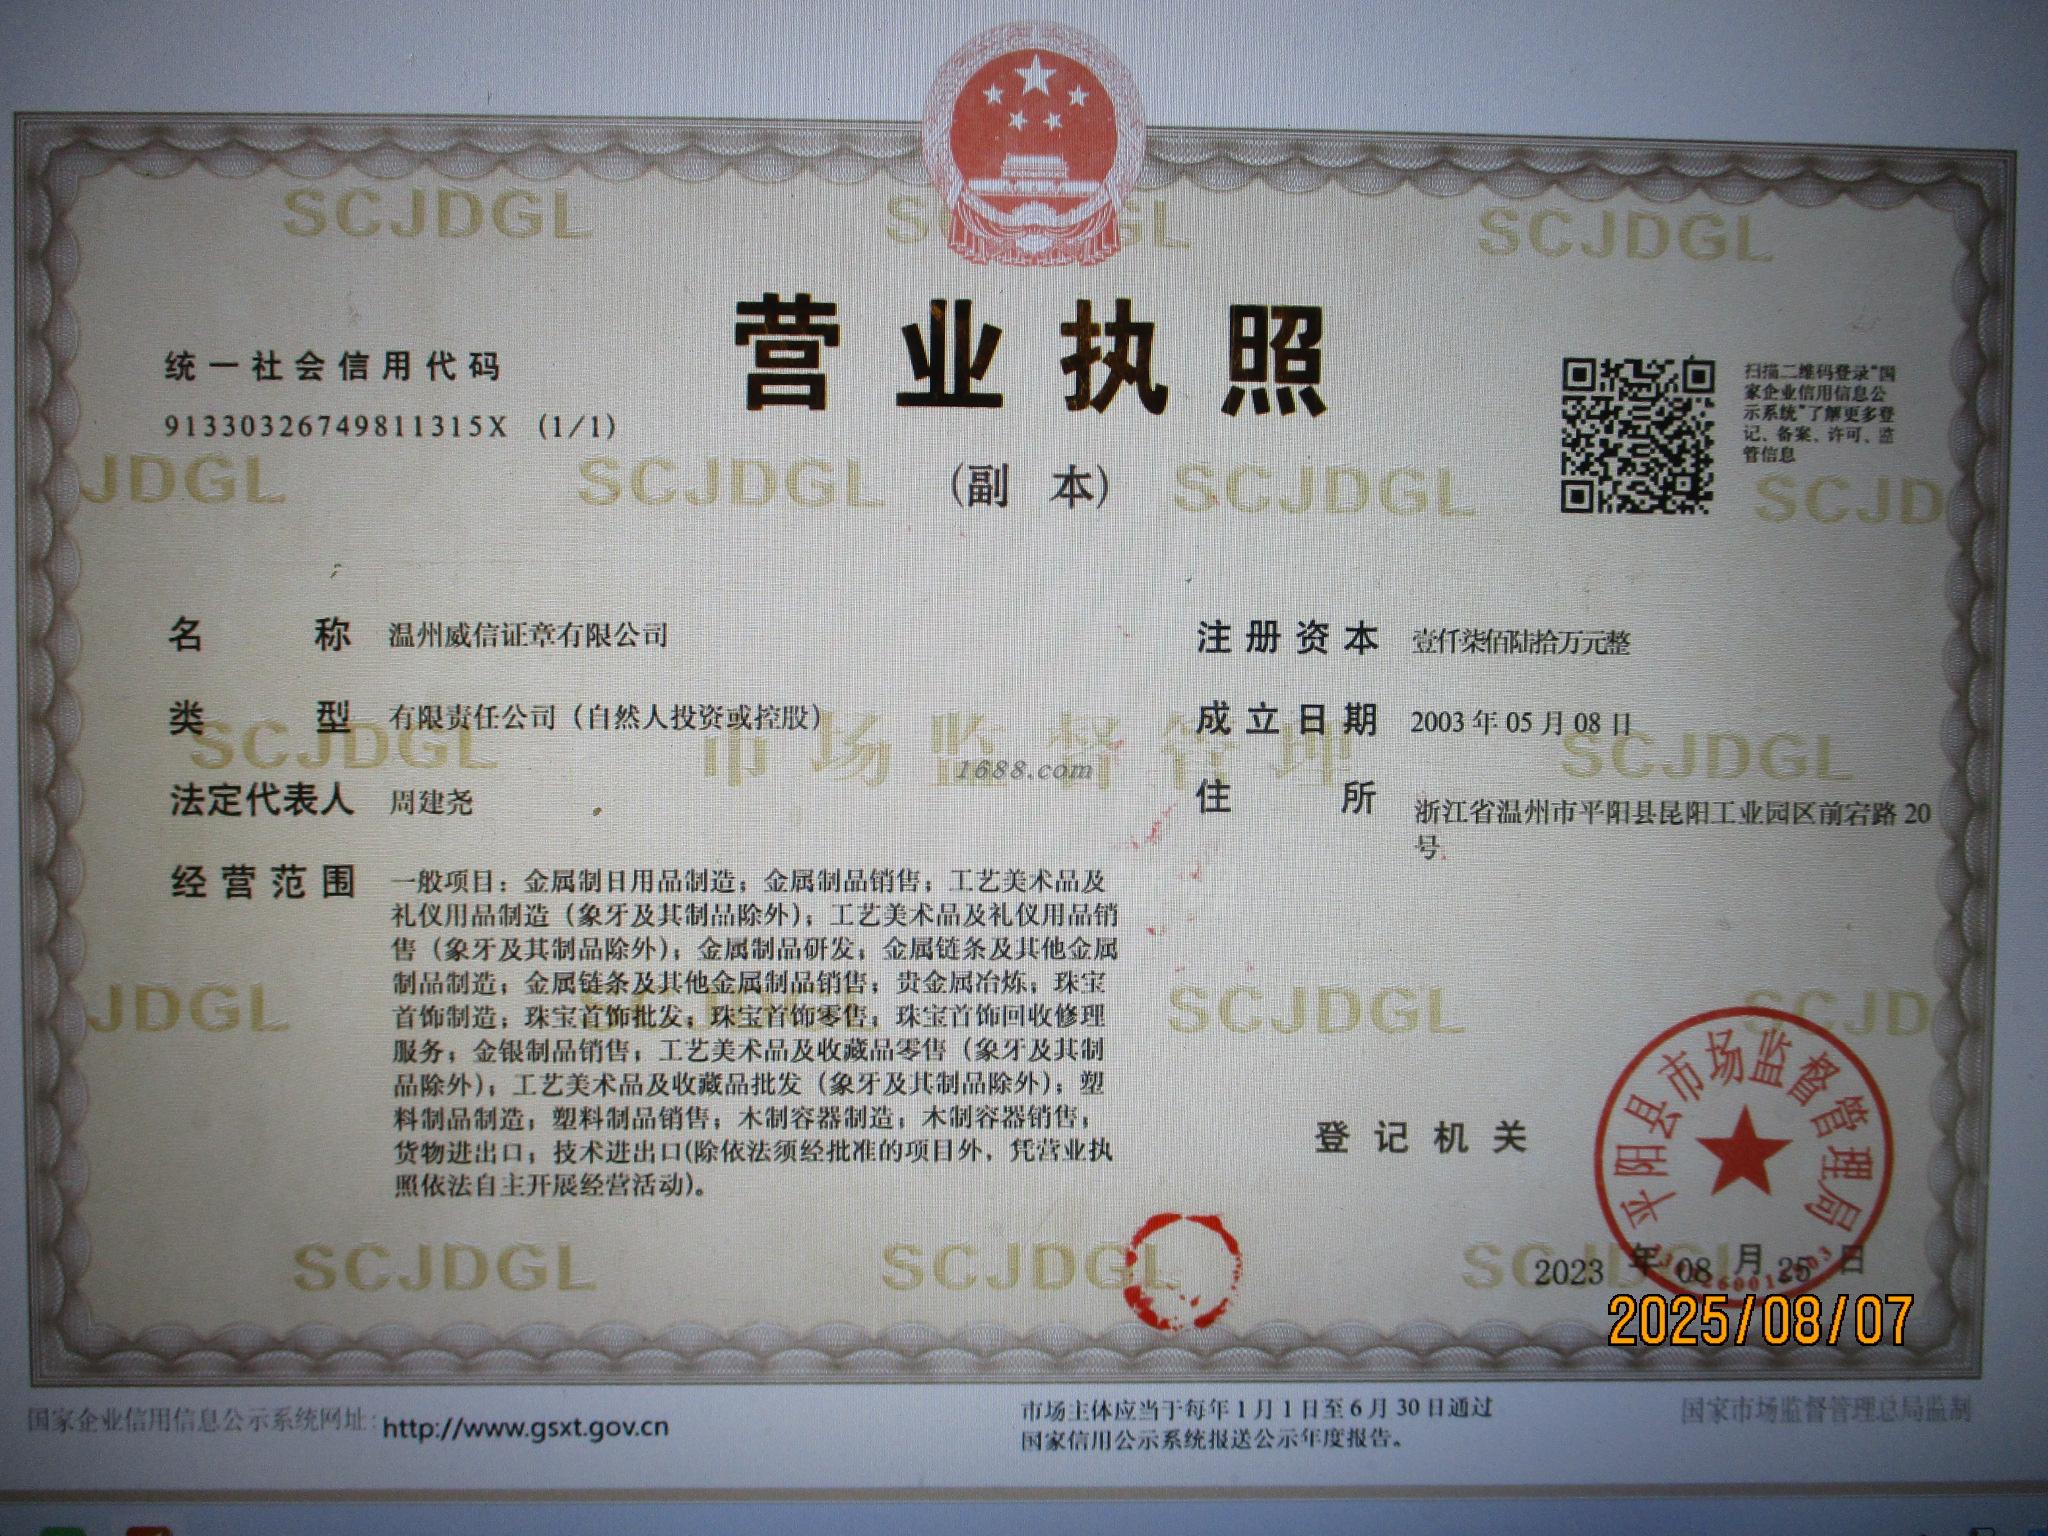 SCJDGL
SCJDGL
营业执照
统一社会信用代码
91330326749811315X (1/1)
扫描二维码登录“国
家企业信用信息公
示系统”了解更多登
记、备案、许可、监
管信息
(副 本)
JDGL
SCJDGL
SCJDGL
SCJD
名 称 温州威信证章有限公司
注册资本 壹仟柒佰陆拾万元整
类 型 有限责任公司（自然人投资或控股）
成立日期 2003 年 05 月 08 日
SCJDGL
市场监督管理
SCJDGL
1688.com
法定代表人 周建尧
住 所 浙江省温州市平阳县昆阳工业园区前宕路 20
号
经营范围 一般项目：金属制日用品制造；金属制品销售；工艺美术品及
礼仪用品制造（象牙及其制品除外）；工艺美术品及礼仪用品销
售（象牙及其制品除外）；金属制品研发；金属链条及其他金属
制品制造；金属链条及其他金属制品销售；贵金属冶炼；珠宝
首饰制造；珠宝首饰批发；珠宝首饰零售；珠宝首饰回收修理
服务；金银制品销售；工艺美术品及收藏品零售（象牙及其制
品除外）；工艺美术品及收藏品批发（象牙及其制品除外）；塑
料制品制造；塑料制品销售；木制容器制造；木制容器销售；
货物进出口；技术进出口(除依法须经批准的项目外，凭营业执
照依法自主开展经营活动)。
JDGL
SCJDGL
SCJD
登记机关
平阳县市场监督管理局
2023 年 08 月 25 日
SCJDGL
SCJDGL
2025/08/07
国家企业信用信息公示系统网址：http://www.gsxt.gov.cn
市场主体应当于每年 1 月 1 日至 6 月 30 日通过
国家信用公示系统报送公示年度报告。
国家市场监督管理总局监制